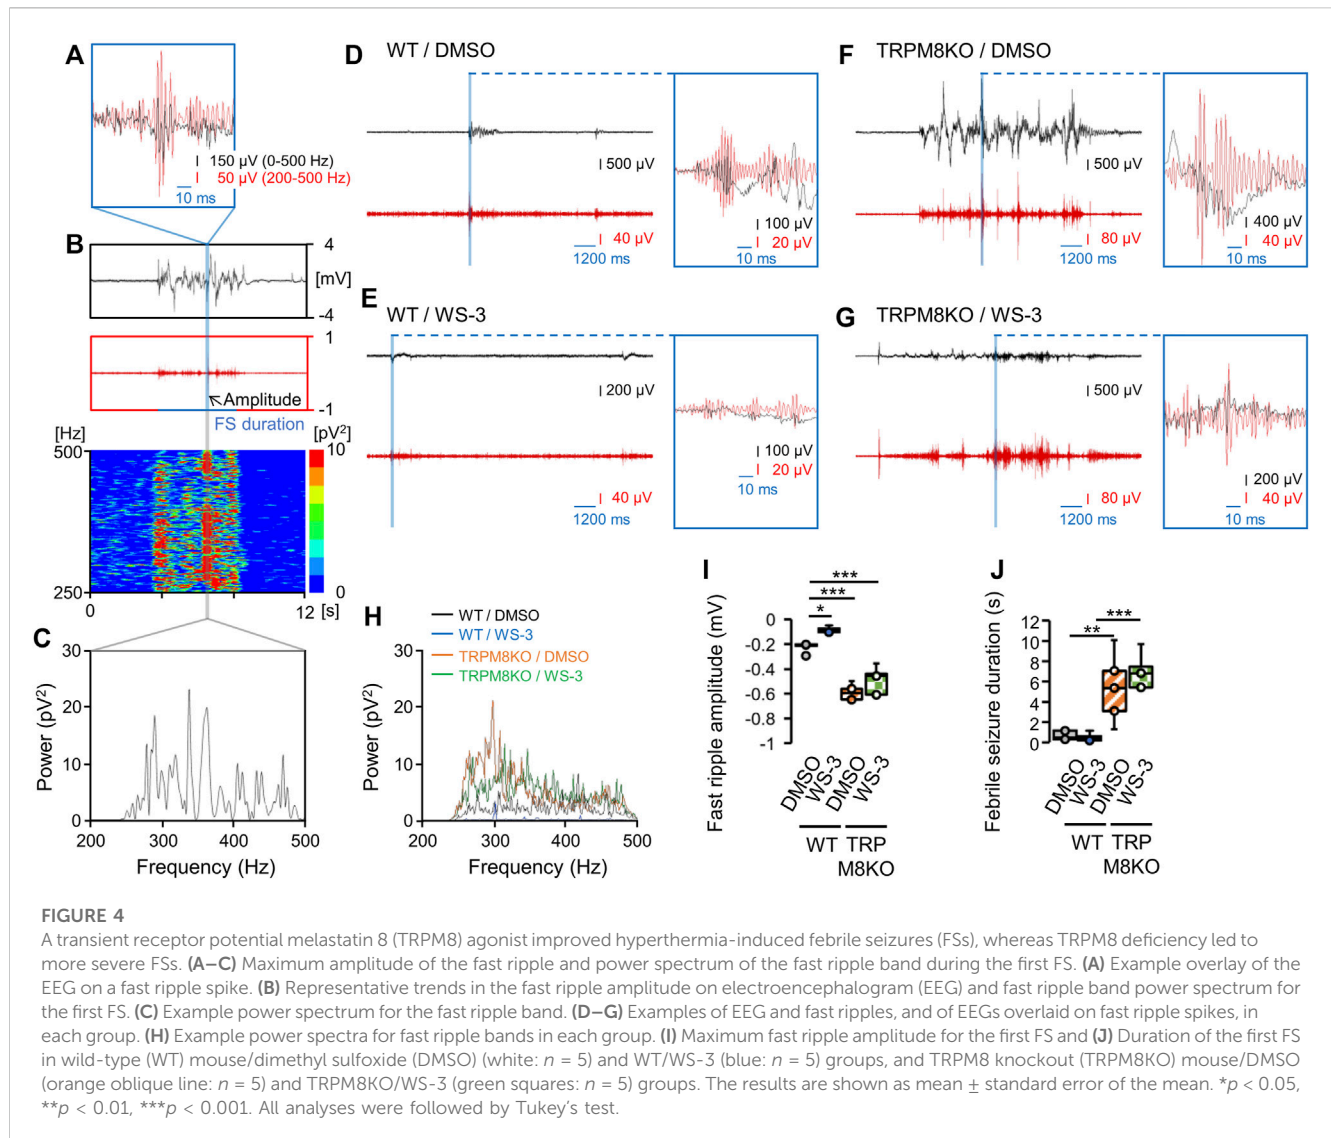 A
150 µV (0-500 Hz)
50 µV (200-500 Hz)
10 ms
B
4
[mV]
-4
1
Amplitude
-1
FS duration
[Hz]
[pV²]
500
10
250
0
0
12 [s]
C
30
20
10
0
Power (pV²)
200
300
400
500
Frequency (Hz)
D
WT / DMSO
500 µV
40 µV
1200 ms
100 µV
20 µV
10 ms
E
WT / WS-3
200 µV
40 µV
1200 ms
100 µV
20 µV
10 ms
F
TRPM8KO / DMSO
500 µV
80 µV
1200 ms
400 µV
40 µV
10 ms
G
TRPM8KO / WS-3
500 µV
80 µV
1200 ms
200 µV
40 µV
10 ms
H
WT / DMSO
WT / WS-3
TRPM8KO / DMSO
TRPM8KO / WS-3
30
20
10
0
Power (pV²)
200
300
400
500
Frequency (Hz)
I
***
***
*
0
-0.2
-0.4
-0.6
-0.8
-1
Fast ripple amplitude (mV)
DMSO
WS-3
DMSO
WS-3
WT
TRP
M8KO
J
***
**
12
10
8
6
4
2
0
Febrile seizure duration (s)
DMSO
WS-3
DMSO
WS-3
WT
TRP
M8KO
FIGURE 4
A transient receptor potential melastatin 8 (TRPM8) agonist improved hyperthermia-induced febrile seizures (FSs), whereas TRPM8 deficiency led to
more severe FSs. (A–C) Maximum amplitude of the fast ripple and power spectrum of the fast ripple band during the first FS. (A) Example overlay of the
EEG on a fast ripple spike. (B) Representative trends in the fast ripple amplitude on electroencephalogram (EEG) and fast ripple band power spectrum for
the first FS. (C) Example power spectrum for the fast ripple band. (D–G) Examples of EEG and fast ripples, and of EEGs overlaid on fast ripple spikes, in
each group. (H) Example power spectra for fast ripple bands in each group. (I) Maximum fast ripple amplitude for the first FS and (J) Duration of the first FS
in wild-type (WT) mouse/dimethyl sulfoxide (DMSO) (white: n = 5) and WT/WS-3 (blue: n = 5) groups, and TRPM8 knockout (TRPM8KO) mouse/DMSO
(orange oblique line: n = 5) and TRPM8KO/WS-3 (green squares: n = 5) groups. The results are shown as mean ± standard error of the mean. *p < 0.05,
**p < 0.01, ***p < 0.001. All analyses were followed by Tukey's test.